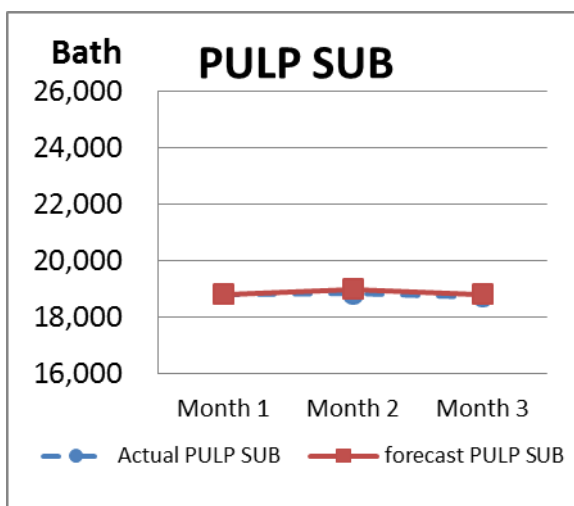 Bath
PULP SUB
26,000
24,000
22,000
20,000
18,000
16,000
Month 1 Month 2 Month 3
Actual PULP SUB forecast PULP SUB